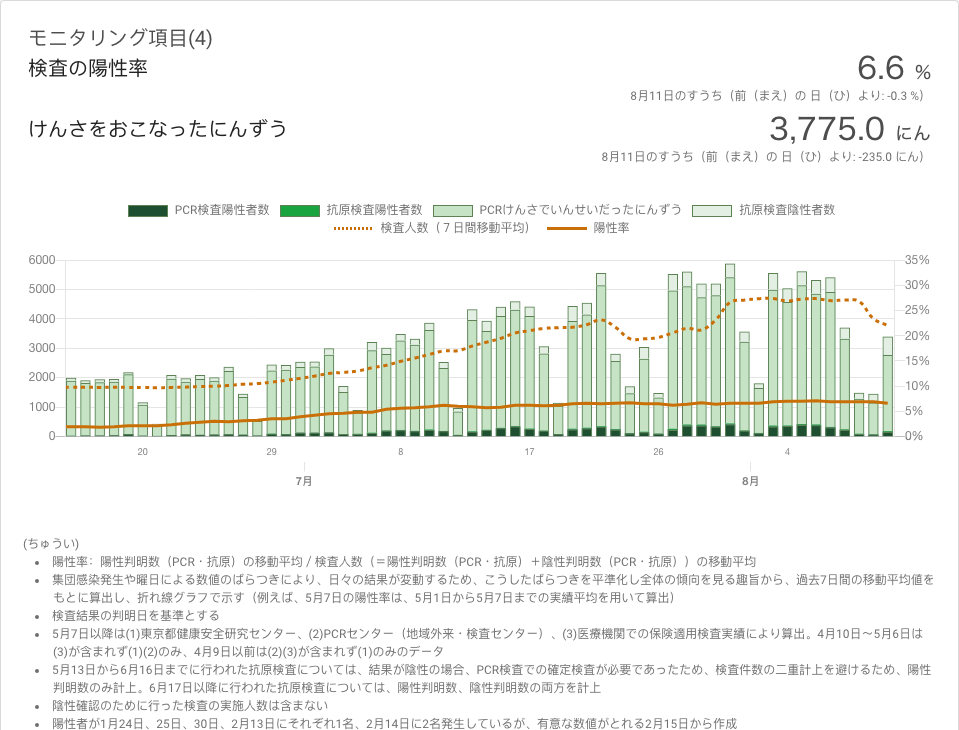 モニタリング項目(4)
検査の陽性率
6.6 %
8月11日のすうち（前（まえ）の 日（ひ）より: -0.3 %）
けんさをおこなったにんずう
3,775.0 にん
8月11日のすうち（前（まえ）の 日（ひ）より: -235.0 にん）
PCR検査陽性者数 抗原検査陽性者数 PCRけんさでいんせいだったにんずう 抗原検査陰性者数
検査人数（７日間移動平均） 陽性率
6000 35%
5000 30%
4000 25%
3000 20%
2000 15%
1000 10%
0 5%
0%
20 29 8 17 26 4
7月 8月
(ちゅうい)
• 陽性率：陽性判明数（PCR・抗原）の移動平均 / 検査人数（＝陽性判明数（PCR・抗原）＋陰性判明数（PCR・抗原））の移動平均
• 集団感染発生や曜日による数値のばらつきにより、日々の結果が変動するため、こうしたばらつきを平準化し全体の傾向を見る趣旨から、過去7日間の移動平均値を
もとに算出し、折れ線グラフで示す（例えば、5月7日の陽性率は、5月1日から5月7日までの実績平均を用いて算出）
• 検査結果の判明日を基準とする
• 5月7日以降は(1)東京都健康安全研究センター、(2)PCRセンター（地域外来・検査センター）、(3)医療機関での保険適用検査実績により算出。4月10日～5月6日は
(3)が含まれず(1)(2)のみ、4月9日以前は(2)(3)が含まれず(1)のみのデータ
• 5月13日から6月16日までに行われた抗原検査については、結果が陰性の場合、PCR検査での確定検査が必要であったため、検査件数の二重計上を避けるため、陽性
判明数のみ計上。6月17日以降に行われた抗原検査については、陽性判明数、陰性判明数の両方を計上
• 陰性確認のために行った検査の実施人数は含まない
• 陽性者が1月24日、25日、30日、2月13日にそれぞれ1名、2月14日に2名発生しているが、有意な数値がとれる2月15日から作成